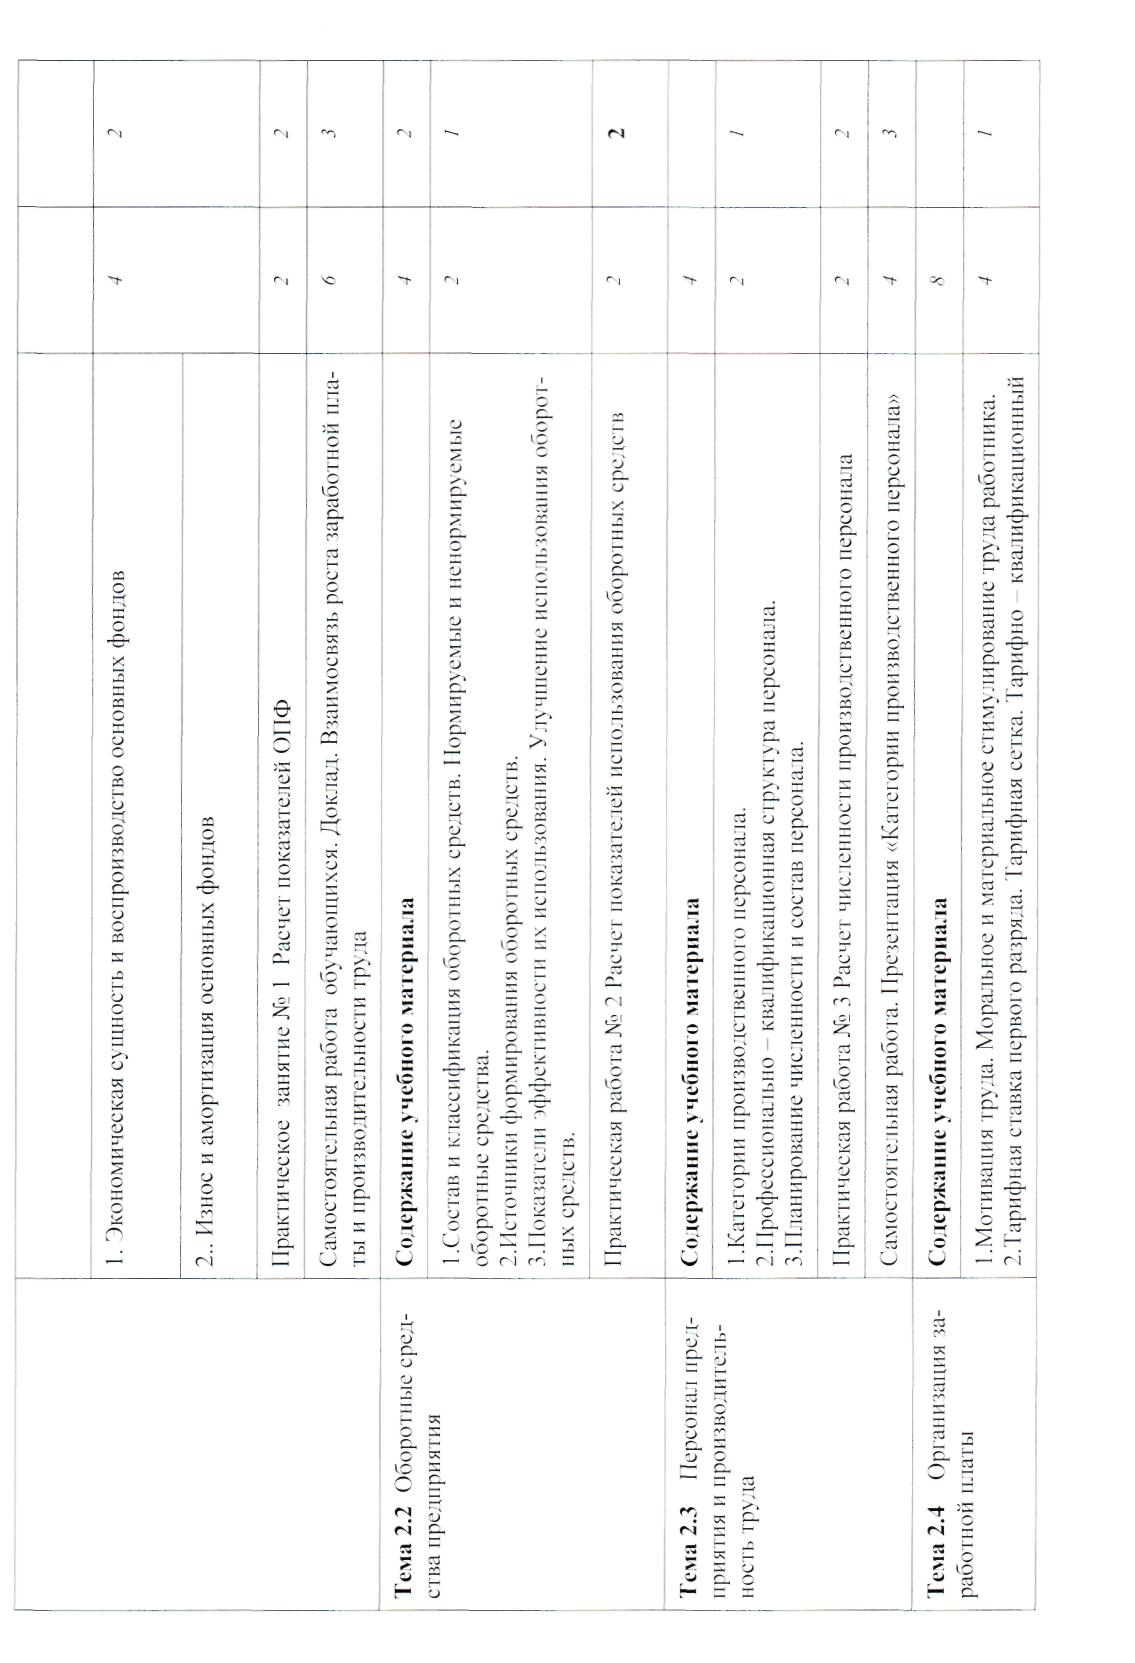 1. Экономическая сущность и воспроизводство основных фондов
4
2
2.. Износ и амортизация основных фондов
Практическое занятие № 1 Расчет показателей ОПФ
2
2
Самостоятельная работа обучающихся. Доклад. Взаимосвязь роста заработной пла-
ты и производительности труда
6
3
Тема 2.2 Оборотные сред-
ства предприятия
Содержание учебного материала
4
2
1.Состав и классификация оборотных средств. Нормируемые и ненормируемые
оборотные средства.
2.Источники формирования оборотных средств.
3.Показатели эффективности их использования. Улучшение использования оборот-
ных средств.
2
1
Практическая работа № 2 Расчет показателей использования оборотных средств
2
2
Тема 2.3 Персонал пред-
приятия и производитель-
ность труда
Содержание учебного материала
4
1.Категории производственного персонала.
2.Профессионально – квалификационная структура персонала.
3.Планирование численности и состав персонала.
2
1
Практическая работа № 3 Расчет численности производственного персонала
2
2
Самостоятельная работа. Презентация «Категории производственного персонала»
4
3
Тема 2.4 Организация за-
работной платы
Содержание учебного материала
8
1.Мотивация труда. Моральное и материальное стимулирование труда работника.
2.Тарифная ставка первого разряда. Тарифная сетка. Тарифно – квалификационный
4
1